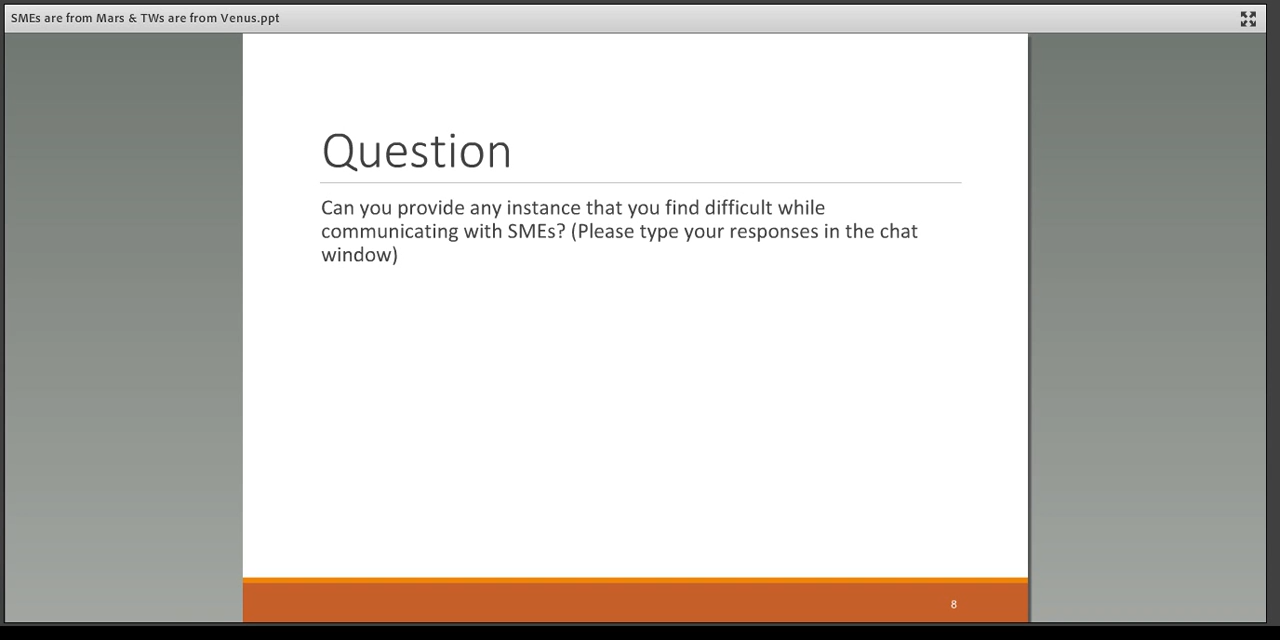 SMEs are from Mars & TWs are from Venus.ppt
Question
Can you provide any instance that you find difficult while
communicating with SMEs? (Please type your responses in the chat
window)
8